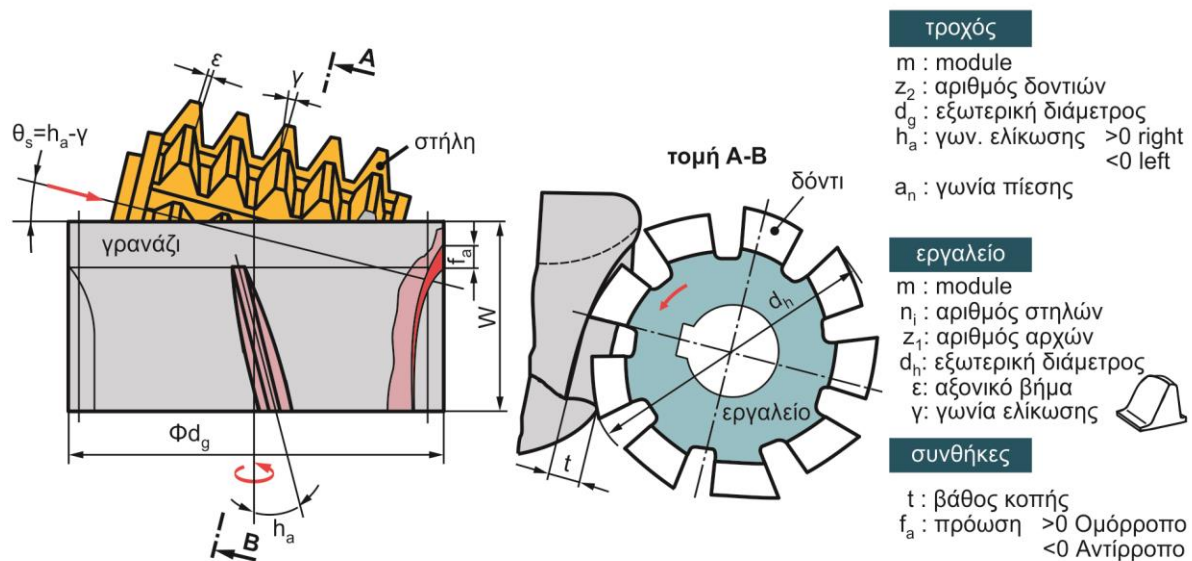 ε
γ
A
θs=ha-γ
στήλη
γρανάζι
fa
W
Φdg
ha
B
τομή A-B
δόντι
dh
εργαλείο
t
τροχός
m : module
z2 : αριθμός δοντιών
dg : εξωτερική διάμετρος
ha : γων. ελίκωσης >0 right
<0 left
an : γωνία πίεσης
εργαλείο
m : module
ni : αριθμός στηλών
z1: αριθμός αρχών
dh: εξωτερική διάμετρος
ε: αξονικό βήμα
γ: γωνία ελίκωσης
συνθήκες
t : βάθος κοπής
fa : πρόωση >0 Ομόρροπο
<0 Αντίρροπο